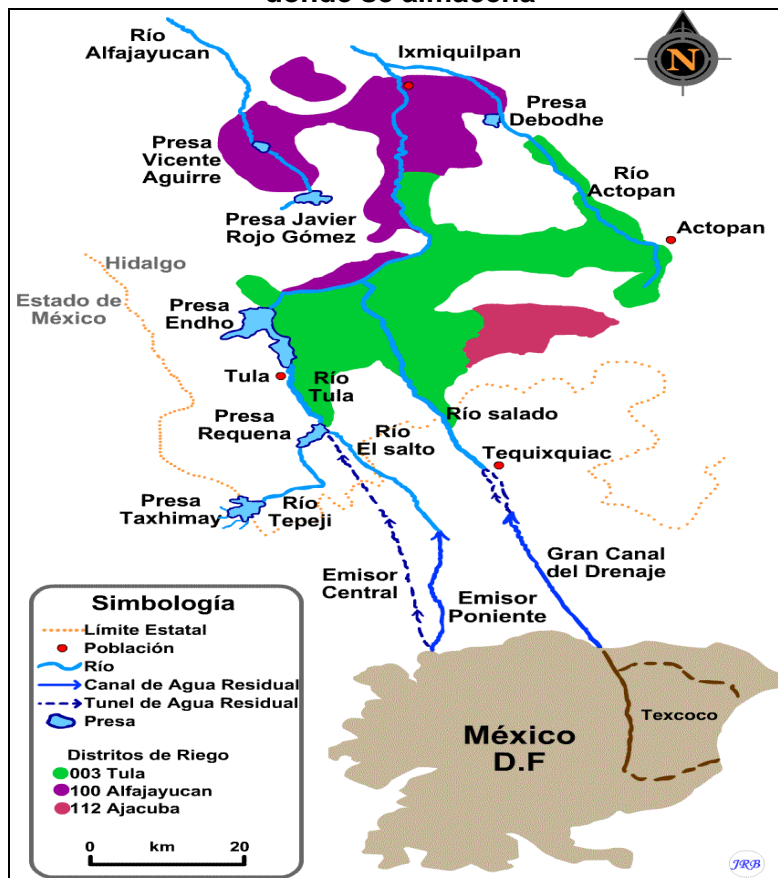 donde se almacena
Río
Alfajayucan
Ixmiquilpan
N
Presa
Debodhe
Presa
Vicente
Aguirre
Río
Actopan
Presa Javier
Rojo Gómez
Actopan
Hidalgo
Estado de
México
Presa
Endho
Tula
Río
Tula
Presa
Requena
Río
El salto
Río salado
Tequixquiac
Presa
Taxhimay
Río
Tepeji
Emisor
Central
Emisor
Poniente
Gran Canal
del Drenaje
Simbología
Límite Estatal
Población
Río
Canal de Agua Residual
Tunel de Agua Residual
Presa
Distritos de Riego
003 Tula
100 Alfajayucan
112 Ajacuba
km
0 20
México
D.F
Texcoco
JRB